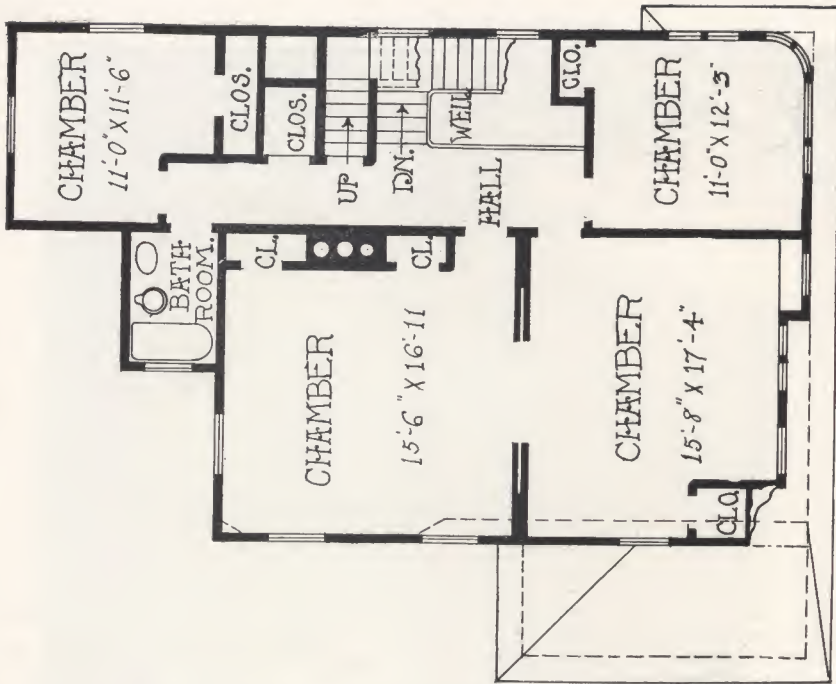 CHAMBER
11'-0" X 11'-6"
BATH
ROOM.
CLOS.
CL.
CLOS.
UP
DN.
WELL
HALL
CL.
CHAMBER
15'-6" X 16'-11
CLO.
CHAMBER
11'-0" X 12'-3"
CHAMBER
15'-8" X 17'-4"
CLO.